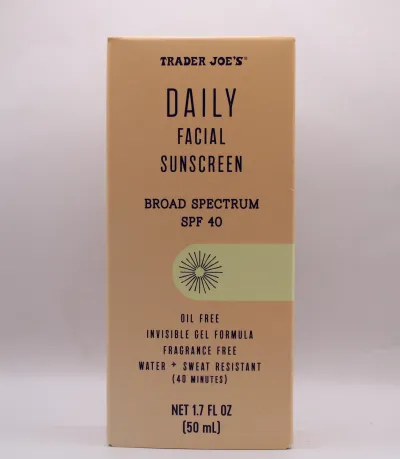 TRADER JOE'S®
DAILY
FACIAL
SUNSCREEN
BROAD SPECTRUM
SPF 40
OIL FREE
INVISIBLE GEL FORMULA
FRAGRANCE FREE
WATER + SWEAT RESISTANT
(40 MINUTES)
NET 1.7 FL OZ
(50 mL)